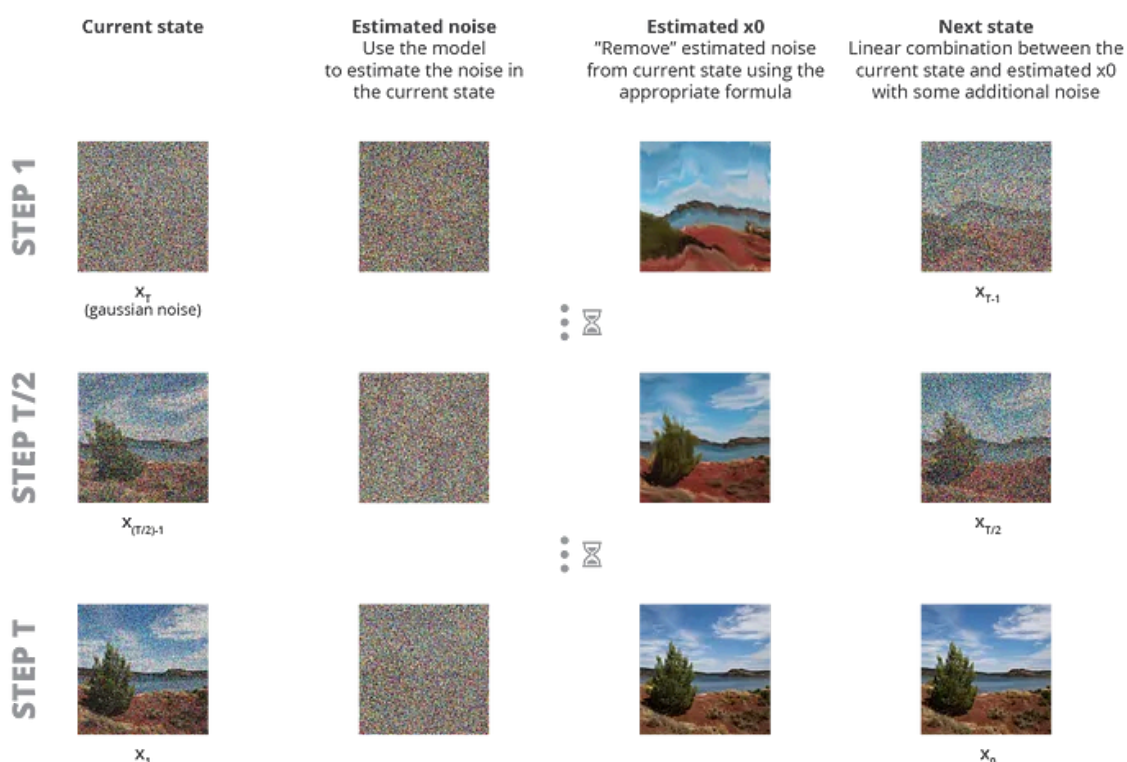 Current state
Estimated noise
Use the model
to estimate the noise in
the current state
Estimated x0
"Remove” estimated noise
from current state using the
appropriate formula
Next state
Linear combination between the
current state and estimated x0
with some additional noise
STEP 1
xT
(gaussian noise)
xT-1
STEP T/2
x(T/2)-1
xT/2
STEP T
x1
x0